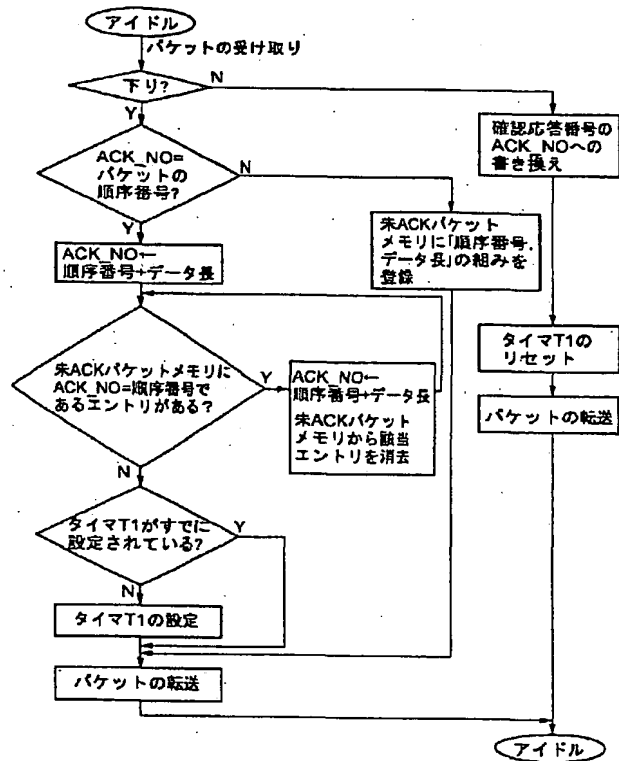 アイドル
パケットの受け取り
下り?
N
Y
ACK_NO=
パケットの
順序番号?
N
Y
確認応答番号の
ACK_NOへの
書き換え
ACK_NO←
順序番号+データ長
朱ACKパケット
メモリに「順序番号,
データ長」の組みを
登録
朱ACKパケットメモリに
ACK_NO=順序番号で
あるエントリがある?
Y
N
ACK_NO←
順序番号+データ長
朱ACKパケット
メモリから該当
エントリを消去
タイマT1の
リセット
パケットの転送
タイマT1がすでに
設定されている?
Y
N
タイマT1の設定
パケットの転送
アイドル